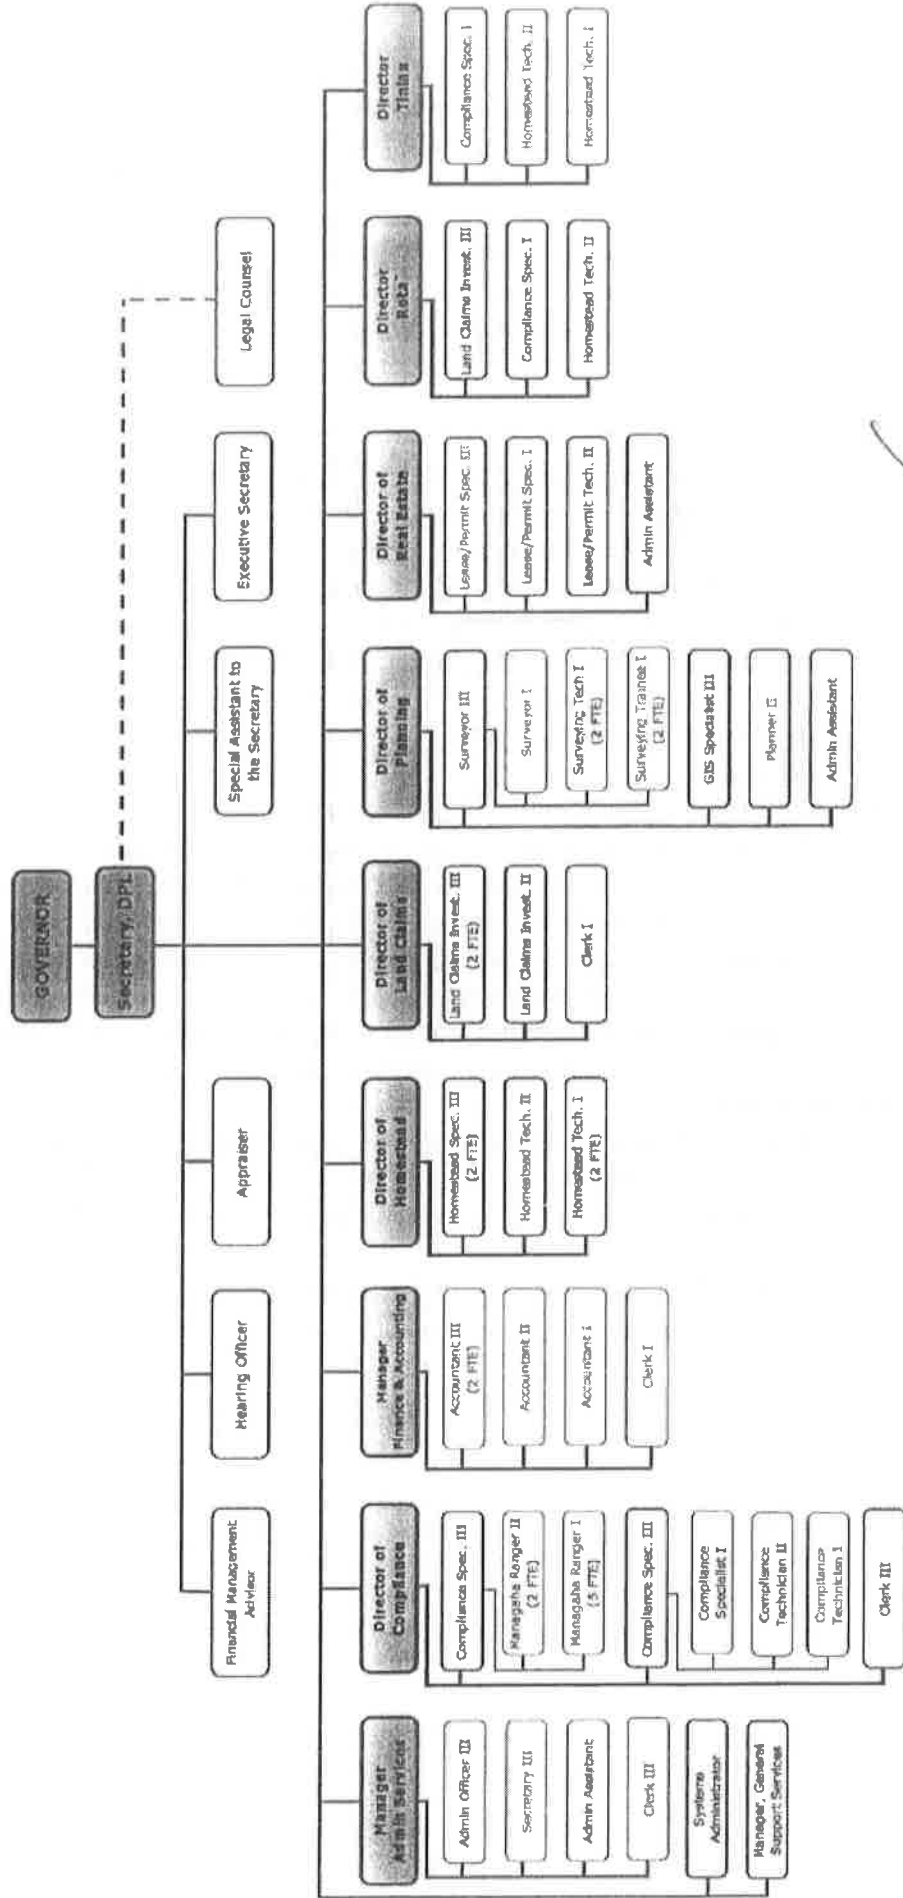 GOVERNOR
Secretary, DPL
Financial Management
Advisor
Hearing Officer
Appraiser
Special Assistant to
the Secretary
Executive Secretary
Legal Counsel
Manager
Admin Services
Admin Officer III
Secretary III
Admin Assistant
Clerk III
Systems
Administrator
Manager, General
Support Services
Director of
Compliance
Compliance Spec. III
Managaha Ranger II
(2 FTE)
Managaha Ranger I
(5 FTE)
Compliance Spec. III
Compliance
Specialist I
Compliance
Technician II
Compliance
Technician I
Clerk III
Manager
Finance & Accounting
Accountant III
(2 FTE)
Accountant II
Accountant I
Clerk I
Director of
Homestead
Homestead Spec. III
(2 FTE)
Homestead Tech. II
Homestead Tech. I
(2 FTE)
Director of
Land Claims
Land Claims Invest. III
(2 FTE)
Land Claims Invest. II
Clerk I
Director of
Planning
Surveyor III
Surveyor I
Surveying Tech I
(2 FTE)
Surveying Trainee I
(2 FTE)
GIS Specialist III
Planner
Admin Assistant
Director of
Real Estate
Lease/Permit Spec. III
Lease/Permit Spec. I
Lease/Permit Tech. II
Admin Assistant
Director
Rota
Land Claims Invest. III
Compliance Spec. I
Homestead Tech. II
Director
Tinian
Compliance Spec. I
Homestead Tech. II
Homestead Tech. I